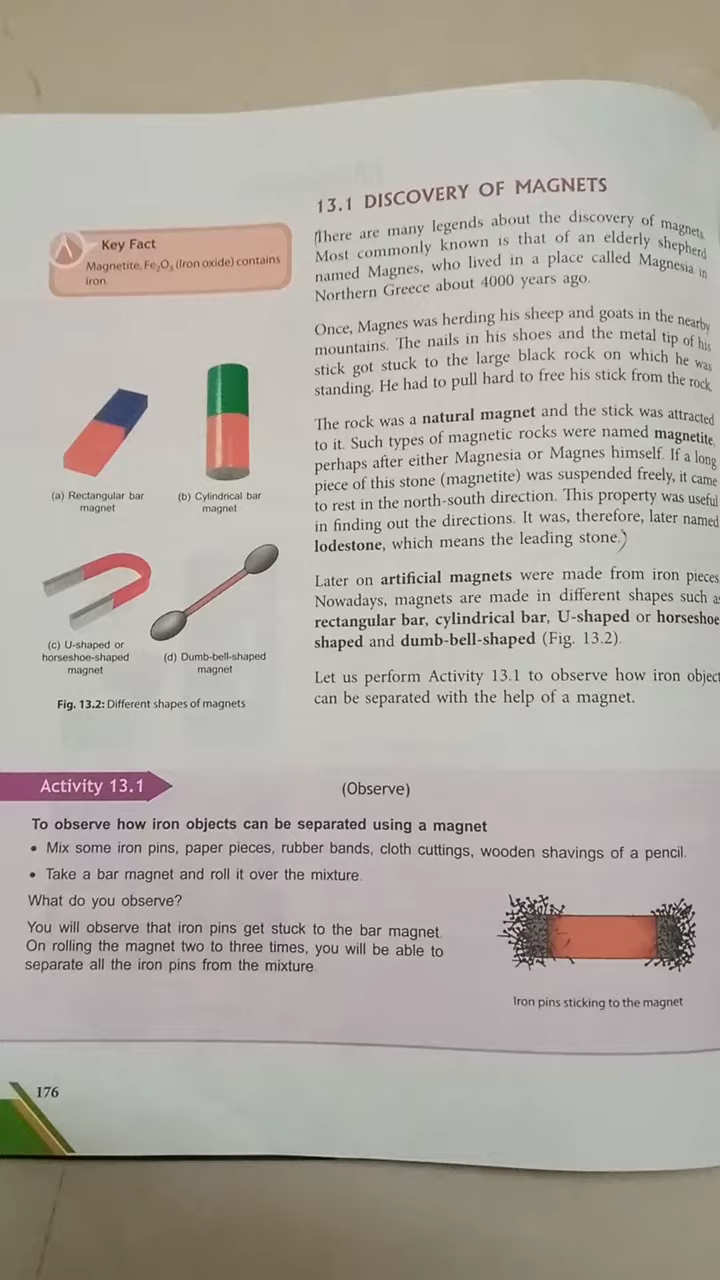 13.1 DISCOVERY OF MAGNETS
Key Fact
Magnetite, Fe₂O₃ (Iron oxide) contains
iron.
There are many legends about the discovery of magnets.
Most commonly known is that of an elderly shepherd
named Magnes, who lived in a place called Magnesia in
Northern Greece about 4000 years ago.
Once, Magnes was herding his sheep and goats in the nearby
mountains. The nails in his shoes and the metal tip of his
stick got stuck to the large black rock on which he was
standing. He had to pull hard to free his stick from the rock.
The rock was a natural magnet and the stick was attracted
to it. Such types of magnetic rocks were named magnetite,
perhaps after either Magnesia or Magnes himself. If a long
piece of this stone (magnetite) was suspended freely, it came
to rest in the north-south direction. This property was useful
in finding out the directions. It was, therefore, later named
lodestone, which means the leading stone.
Later on artificial magnets were made from iron pieces.
Nowadays, magnets are made in different shapes such as
rectangular bar, cylindrical bar, U-shaped or horseshoe
shaped and dumb-bell-shaped (Fig. 13.2).
Let us perform Activity 13.1 to observe how iron object
can be separated with the help of a magnet.
(a) Rectangular bar
magnet
(b) Cylindrical bar
magnet
(c) U-shaped or
horseshoe-shaped
magnet
(d) Dumb-bell-shaped
magnet
Fig. 13.2: Different shapes of magnets
Activity 13.1
(Observe)
To observe how iron objects can be separated using a magnet
• Mix some iron pins, paper pieces, rubber bands, cloth cuttings, wooden shavings of a pencil.
• Take a bar magnet and roll it over the mixture.
What do you observe?
You will observe that iron pins get stuck to the bar magnet.
On rolling the magnet two to three times, you will be able to
separate all the iron pins from the mixture.
Iron pins sticking to the magnet
176